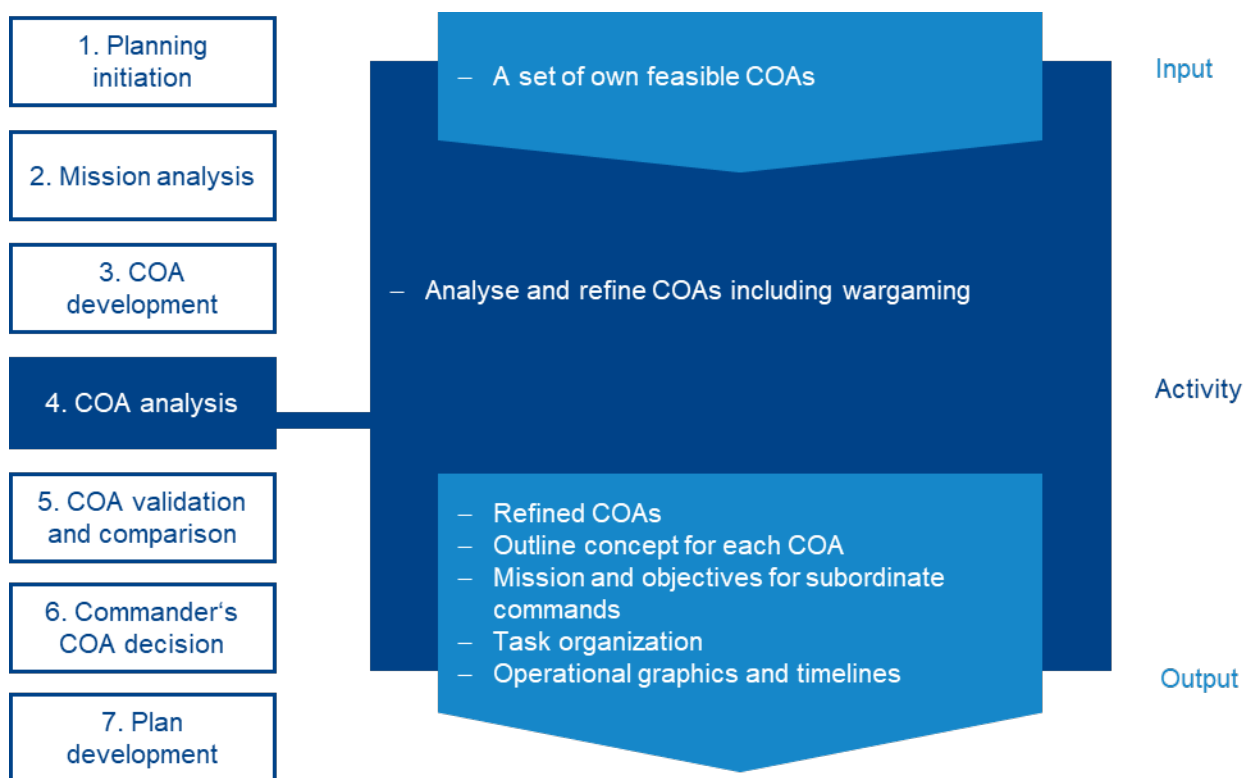 1. Planning
initiation
2. Mission analysis
3. COA
development
4. COA analysis
5. COA validation
and comparison
6. Commander‘s
COA decision
7. Plan
development
– A set of own feasible COAs
– Analyse and refine COAs including wargaming
– Refined COAs
– Outline concept for each COA
– Mission and objectives for subordinate
commands
– Task organization
– Operational graphics and timelines
Input
Activity
Output